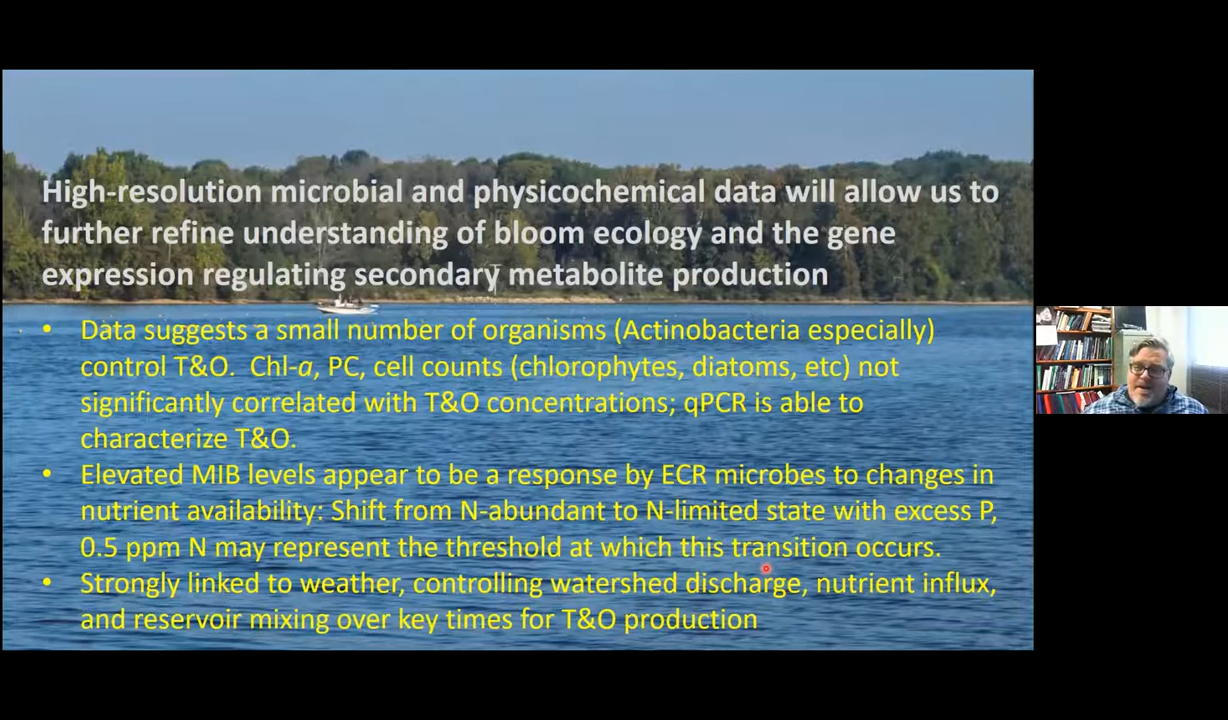 High-resolution microbial and physicochemical data will allow us to
further refine understanding of bloom ecology and the gene
expression regulating secondary metabolite production
• Data suggests a small number of organisms (Actinobacteria especially)
control T&O. Chl-a, PC, cell counts (chlorophytes, diatoms, etc) not
significantly correlated with T&O concentrations; qPCR is able to
characterize T&O.
• Elevated MIB levels appear to be a response by ECR microbes to changes in
nutrient availability: Shift from N-abundant to N-limited state with excess P,
0.5 ppm N may represent the threshold at which this transition occurs.
• Strongly linked to weather, controlling watershed discharge, nutrient influx,
and reservoir mixing over key times for T&O production